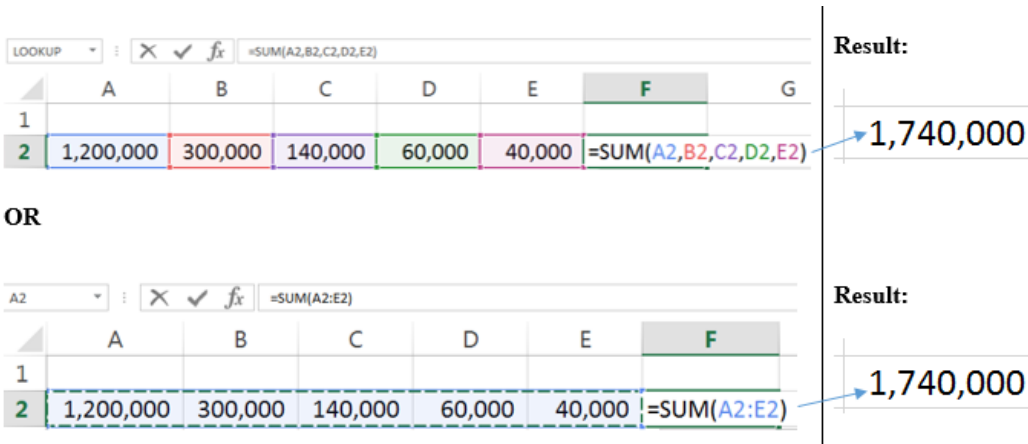 LOOKUP =SUM(A2,B2,C2,D2,E2)
A B C D E F G
1
2 1,200,000 300,000 140,000 60,000 40,000 =SUM(A2,B2,C2,D2,E2)
Result:
1,740,000
OR
A2 fx =SUM(A2:E2)
A B C D E F
1
2 1,200,000 300,000 140,000 60,000 40,000 =SUM(A2:E2)
Result:
1,740,000